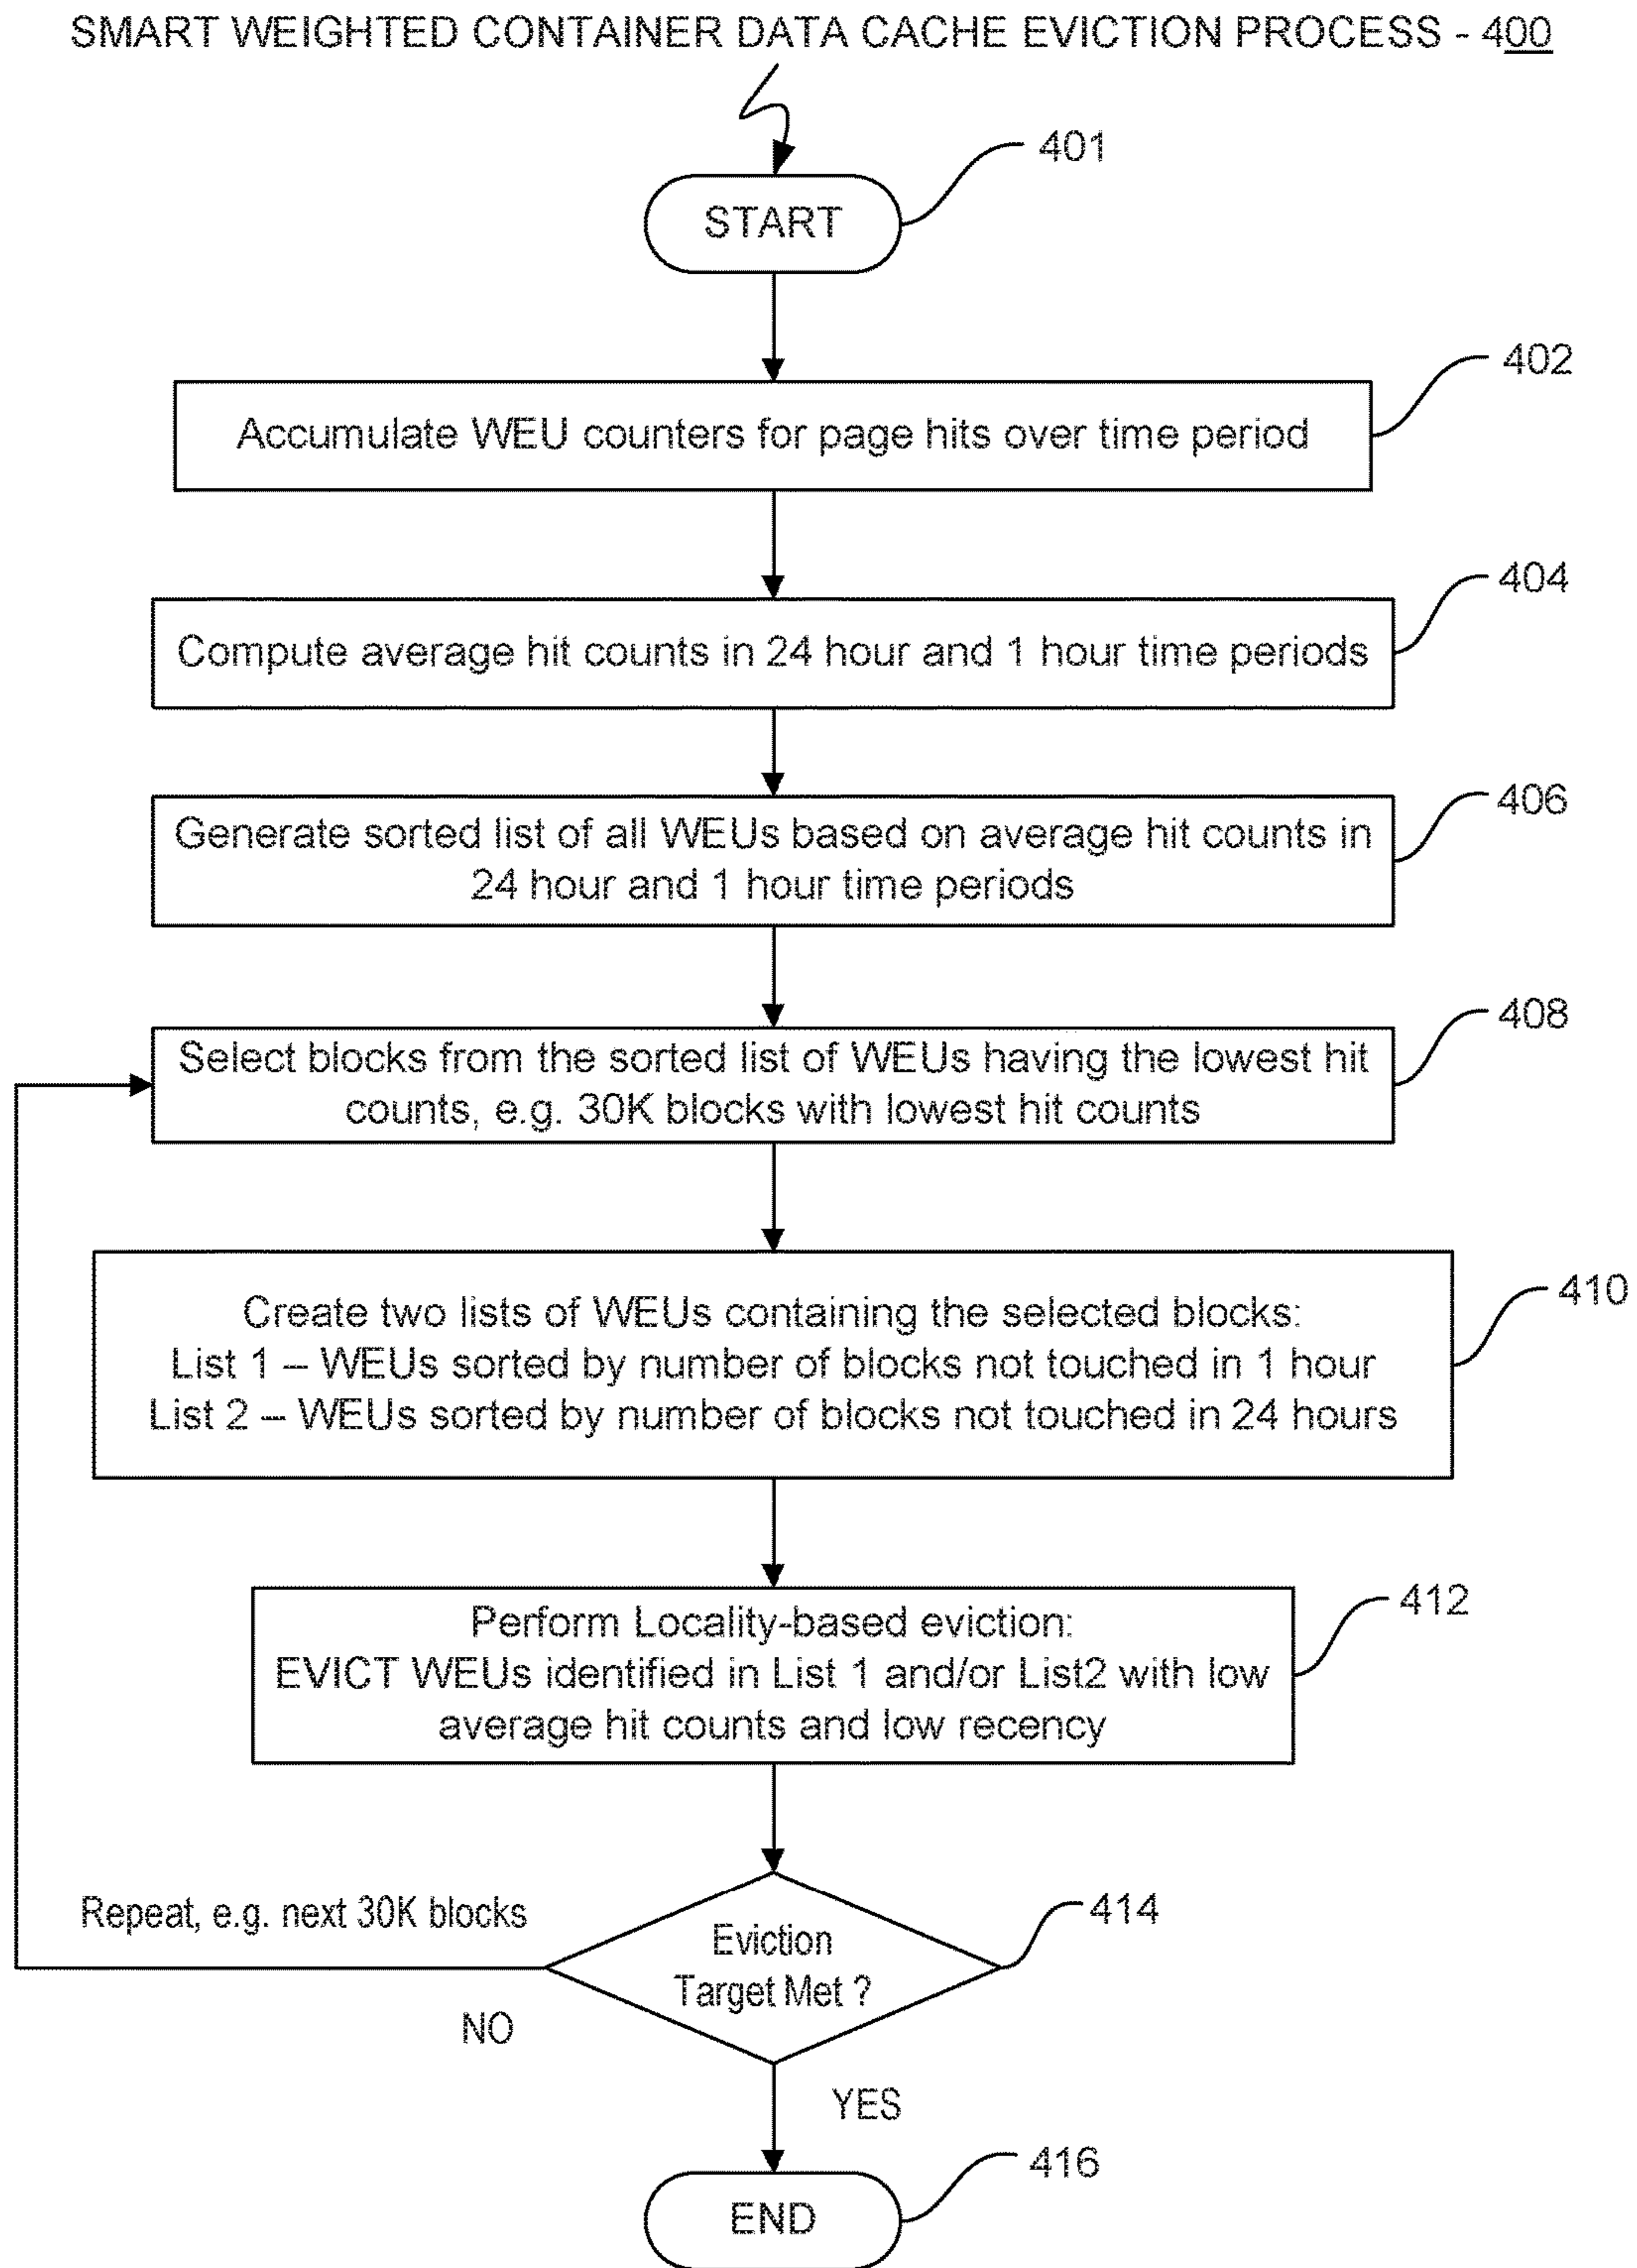 SMART WEIGHTED CONTAINER DATA CACHE EVICTION PROCESS - 400
401
START
402
Accumulate WEU counters for page hits over time period
404
Compute average hit counts in 24 hour and 1 hour time periods
406
Generate sorted list of all WEUs based on average hit counts in
24 hour and 1 hour time periods
408
Select blocks from the sorted list of WEUs having the lowest hit
counts, e.g. 30K blocks with lowest hit counts
410
Create two lists of WEUs containing the selected blocks:
List 1 – WEUs sorted by number of blocks not touched in 1 hour
List 2 – WEUs sorted by number of blocks not touched in 24 hours
412
Perform Locality-based eviction:
EVICT WEUs identified in List 1 and/or List2 with low
average hit counts and low recency
Repeat, e.g. next 30K blocks
414
Eviction
Target Met ?
NO
YES
416
END